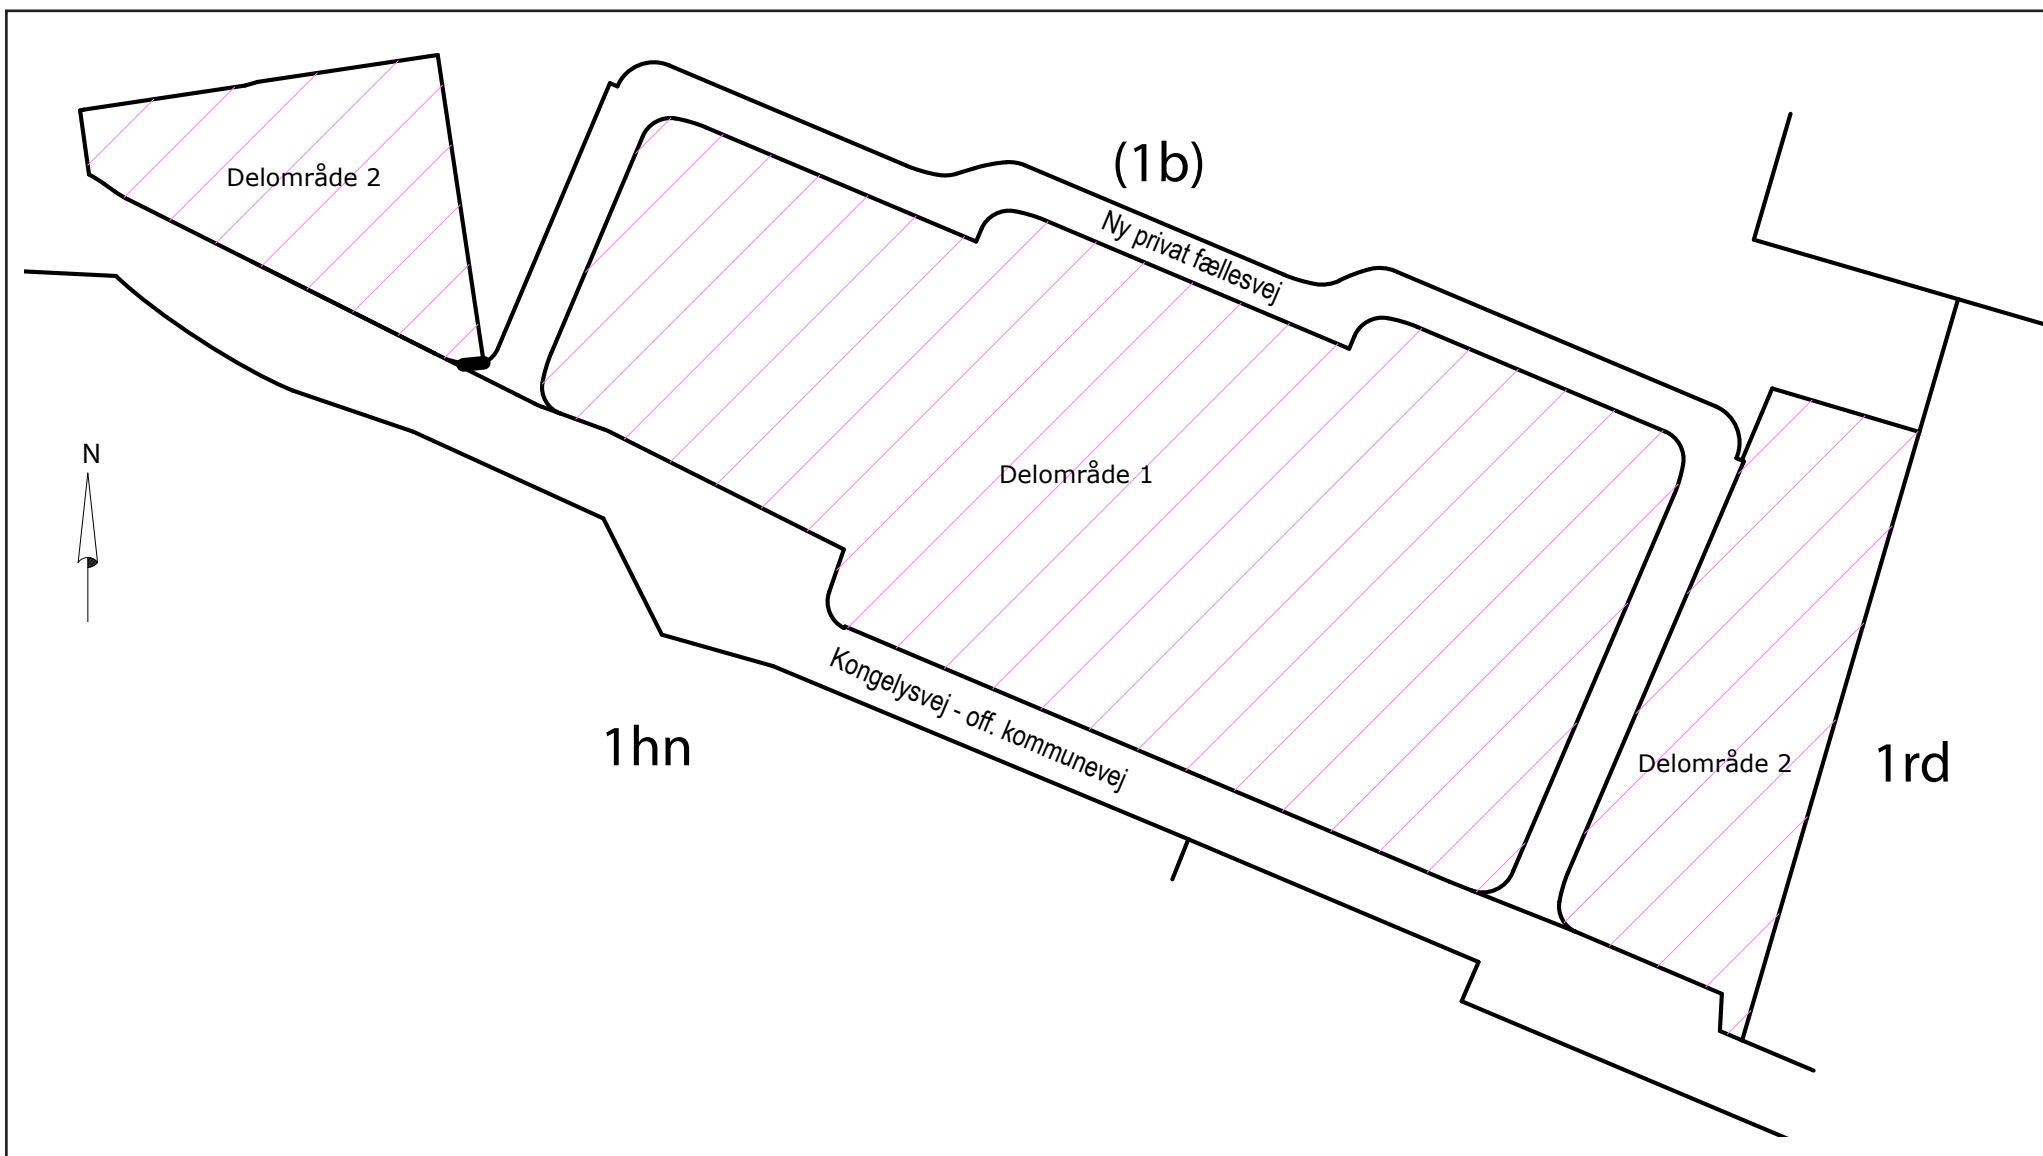 (1b)
Delområde 2
Ny privat fællesvej
N
Delområde 1
Kongelysvej - off. kommunevej
1hn
Delområde 2
1rd